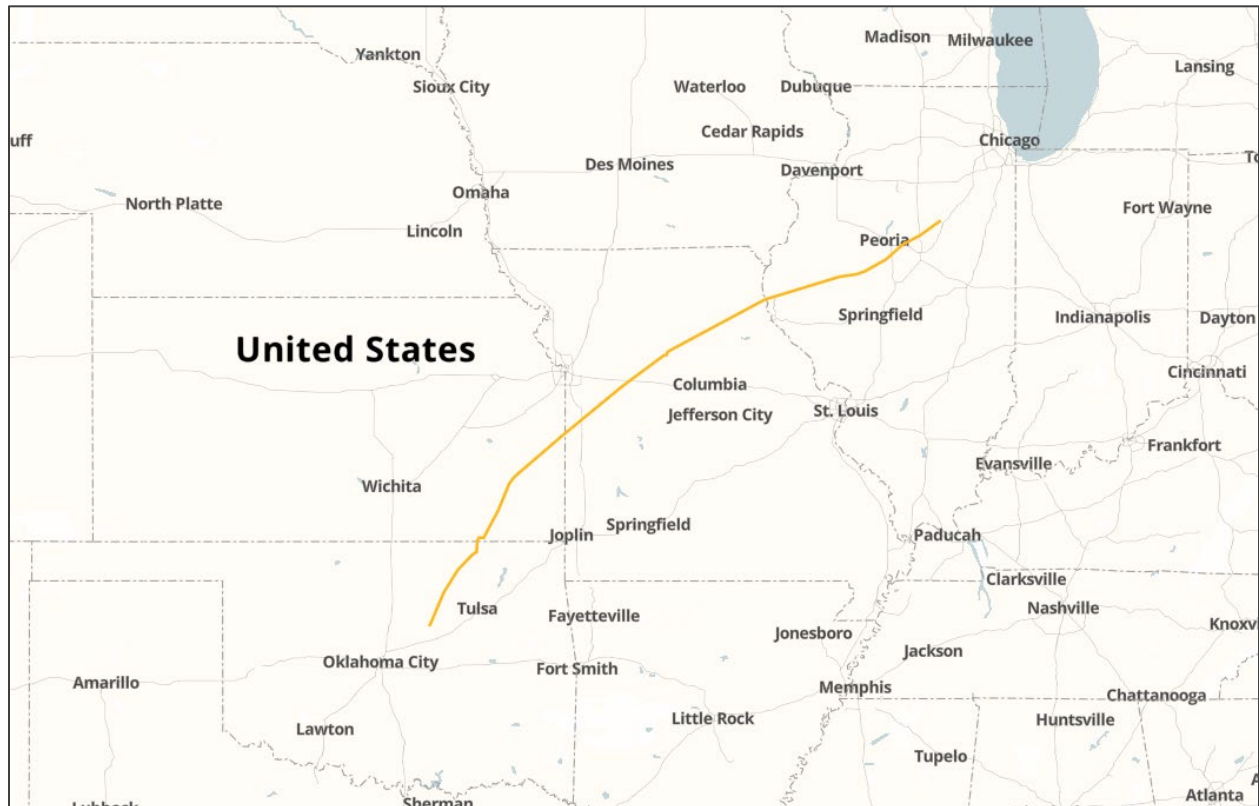 Madison
Milwaukee
Yankton
Lansing
Sioux City
Waterloo
Dubuque
Cedar Rapids
uff
Chicago
To
Des Moines
Davenport
Omaha
North Platte
Fort Wayne
Lincoln
Peoria
Springfield
Indianapolis
Dayton
United States
Cincinnati
Columbia
Jefferson City
St. Louis
Frankfort
Evansville
Wichita
Springfield
Joplin
Paducah
Clarksville
Tulsa
Nashville
Fayetteville
Knoxv
Jonesboro
Jackson
Oklahoma City
Fort Smith
Amarillo
Memphis
Chattanooga
Little Rock
Huntsville
Lawton
Tupelo
Atlanta
Sherman
Lubbock